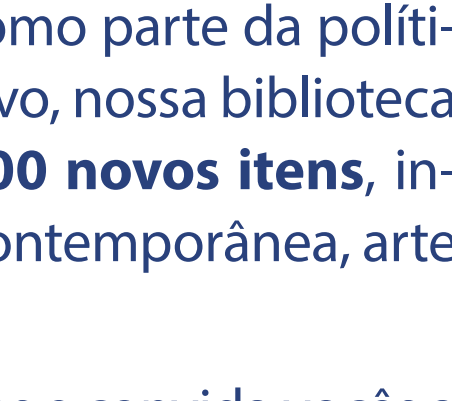 omo parte da políti-
vo, nossa biblioteca
00 novos itens, in-
ontemporânea, arte